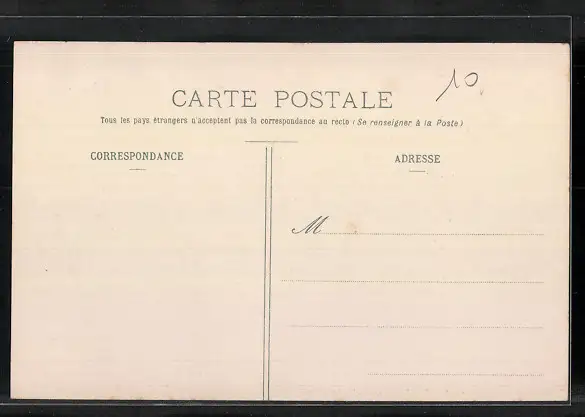 10
CARTE POSTALE
Tous les pays étrangers n'acceptent pas la correspondance au recto (Se renseigner à la Poste)
CORRESPONDANCE
ADRESSE
M